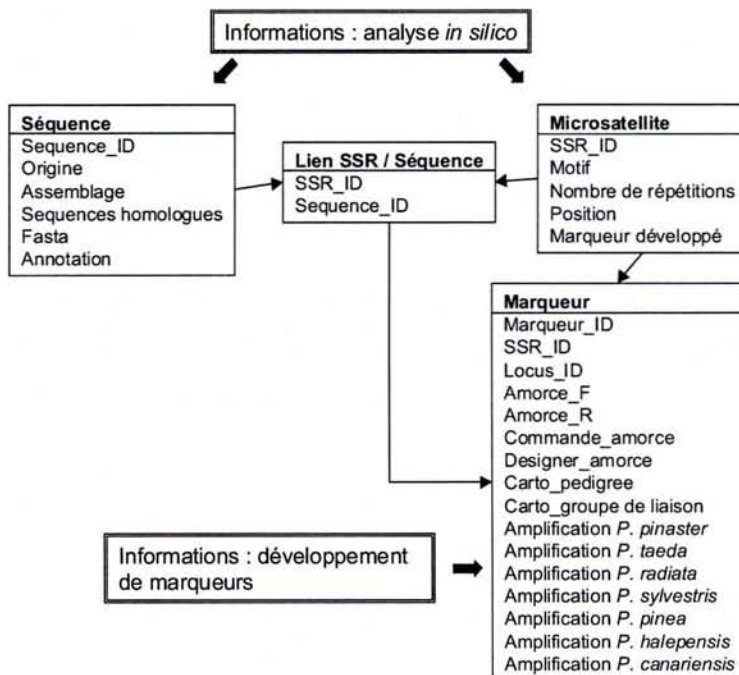 Informations : analyse in silico
Séquence
Sequence_ID
Origine
Assemblage
Sequences homologues
Fasta
Annotation
Lien SSR / Séquence
SSR_ID
Sequence_ID
Microsatellite
SSR_ID
Motif
Nombre de répétitions
Position
Marqueur développé
Marqueur
Marqueur_ID
SSR_ID
Locus_ID
Amorce_F
Amorce_R
Commande_amorce
Designer_amorce
Carto_pedigree
Carto_groupe de liaison
Amplification P. pinaster
Amplification P. taeda
Amplification P. radiata
Amplification P. sylvestris
Amplification P. pinea
Amplification P. halepensis
Amplification P. canariensis
Informations : développement
de marqueurs